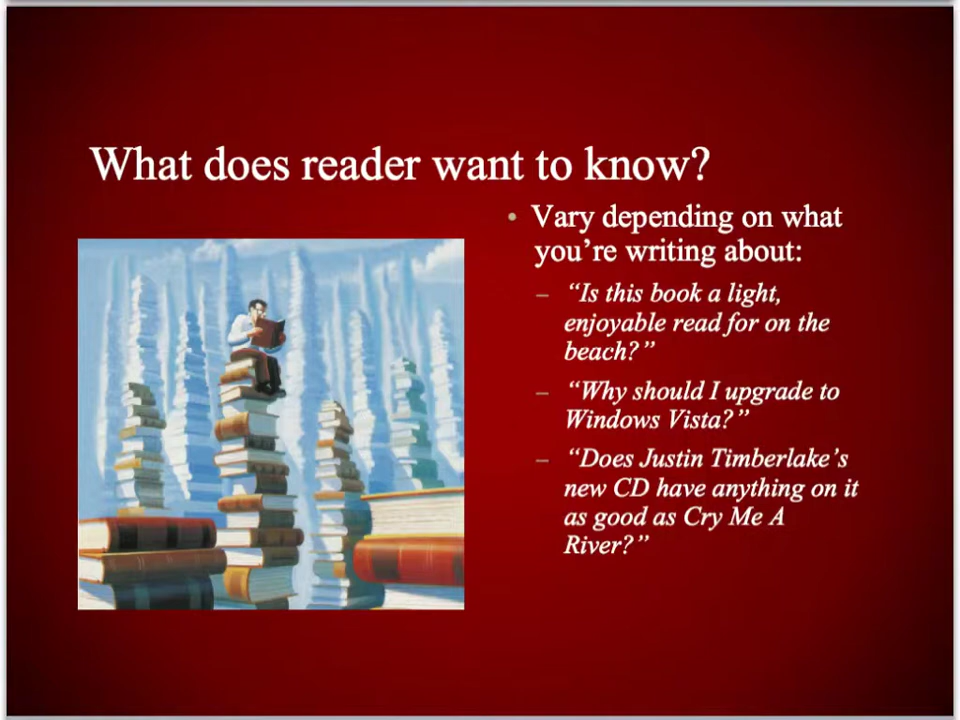 What does reader want to know?
• Vary depending on what
you’re writing about:
– “Is this book a light,
enjoyable read for on the
beach?”
– “Why should I upgrade to
Windows Vista?”
– “Does Justin Timberlake’s
new CD have anything on it
as good as Cry Me A
River?”